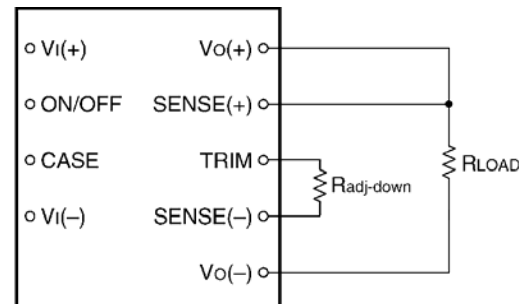 VI(+) VO(+)
ON/OFF SENSE(+)
CASE TRIM
RLOAD
Radj-down
VI(–) SENSE(–)
VO(–)